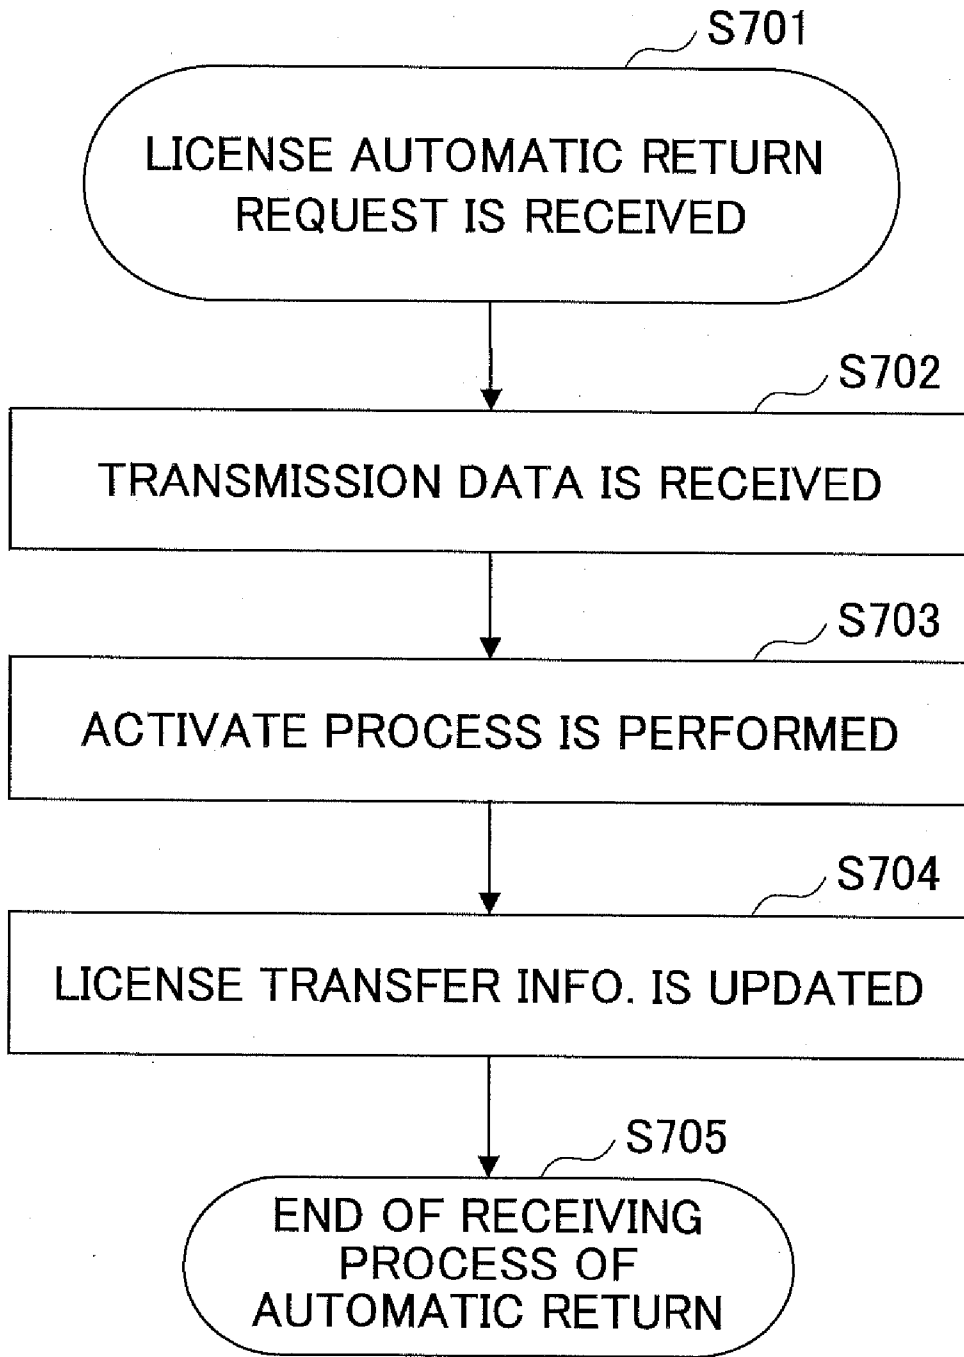 S701
LICENSE AUTOMATIC RETURN
REQUEST IS RECEIVED
S702
TRANSMISSION DATA IS RECEIVED
S703
ACTIVATE PROCESS IS PERFORMED
S704
LICENSE TRANSFER INFO. IS UPDATED
S705
END OF RECEIVING
PROCESS OF
AUTOMATIC RETURN